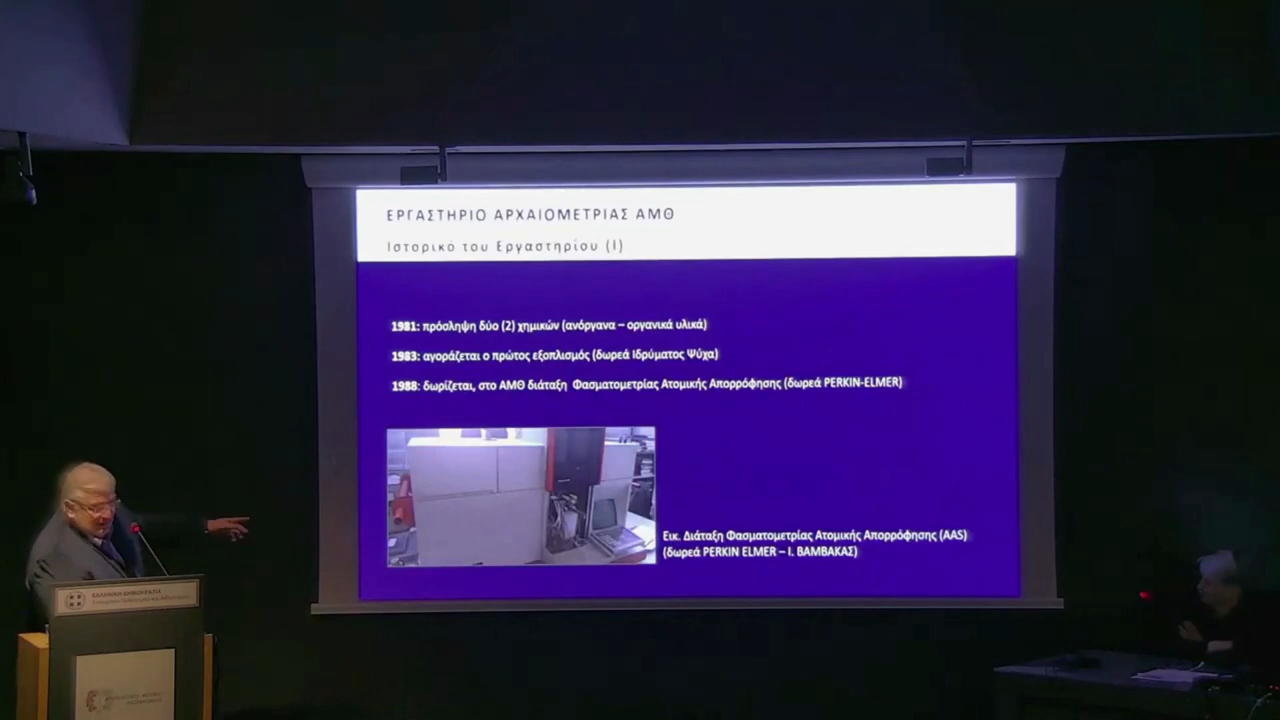 ΕΡΓΑΣΤΗΡΙΟ ΑΡΧΑΙΟΜΕΤΡΙΑΣ ΑΜΘ
Ιστορικό του Εργαστηρίου (Ι)
1981: πρόσληψη δύο (2) χημικών (ανόργανα – οργανικά υλικά)
1983: αγοράζεται ο πρώτος εξοπλισμός (δωρεά Ιδρύματος Ψύχα)
1988: δωρίζεται, στο ΑΜΘ διάταξη Φασματομετρίας Ατομικής Απορρόφησης (δωρεά PERKIN-ELMER)
Εικ. Διάταξη Φασματομετρίας Ατομικής Απορρόφησης (AAS)
(δωρεά PERKIN ELMER – Ι. ΒΑΜΒΑΚΑΣ)
ΕΛΛΗΝΙΚΗ ΔΗΜΟΚΡΑΤΙΑ